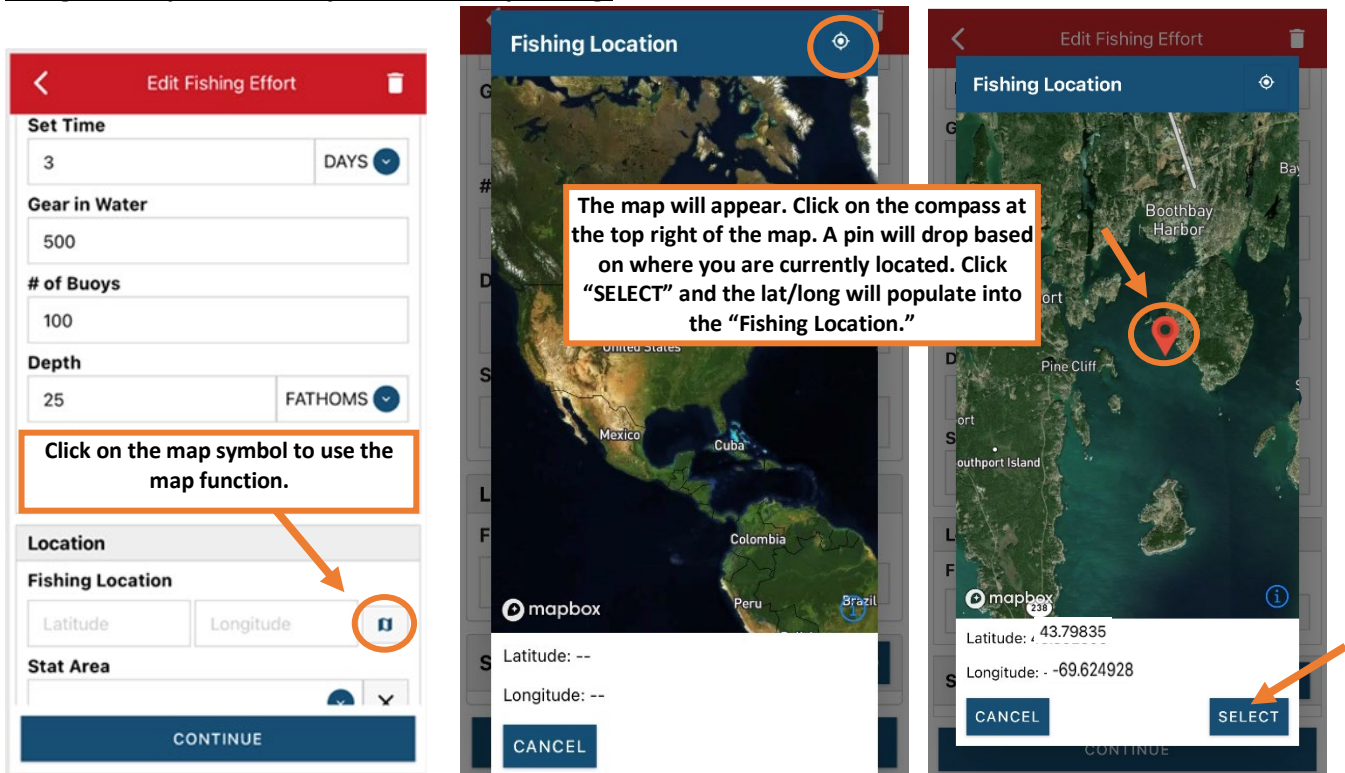 Edit Fishing Effort
Set Time
3 DAYS
Gear in Water
500
# of Buoys
100
Depth
25 FATHOMS
Click on the map symbol to use the
map function.
Location
Fishing Location
Latitude Longitude
Stat Area
CONTINUE
Fishing Location
G
#
The map will appear. Click on the compass at
the top right of the map. A pin will drop based
on where you are currently located. Click
“SELECT” and the lat/long will populate into
the “Fishing Location.”
D
United States
S
Mexico
Cuba
L
F
Colombia
Peru
Brazil
mapbox
S
Latitude: --
Longitude: --
CANCEL
Edit Fishing Effort
Fishing Location
G
Bay
Boothbay
Harbor
ort
D
Pine Cliff
ort
S
outhport Island
L
F
mapbox
238
Latitude: 43.79835
S
Longitude: - -69.624928
CANCEL SELECT
CONTINUE